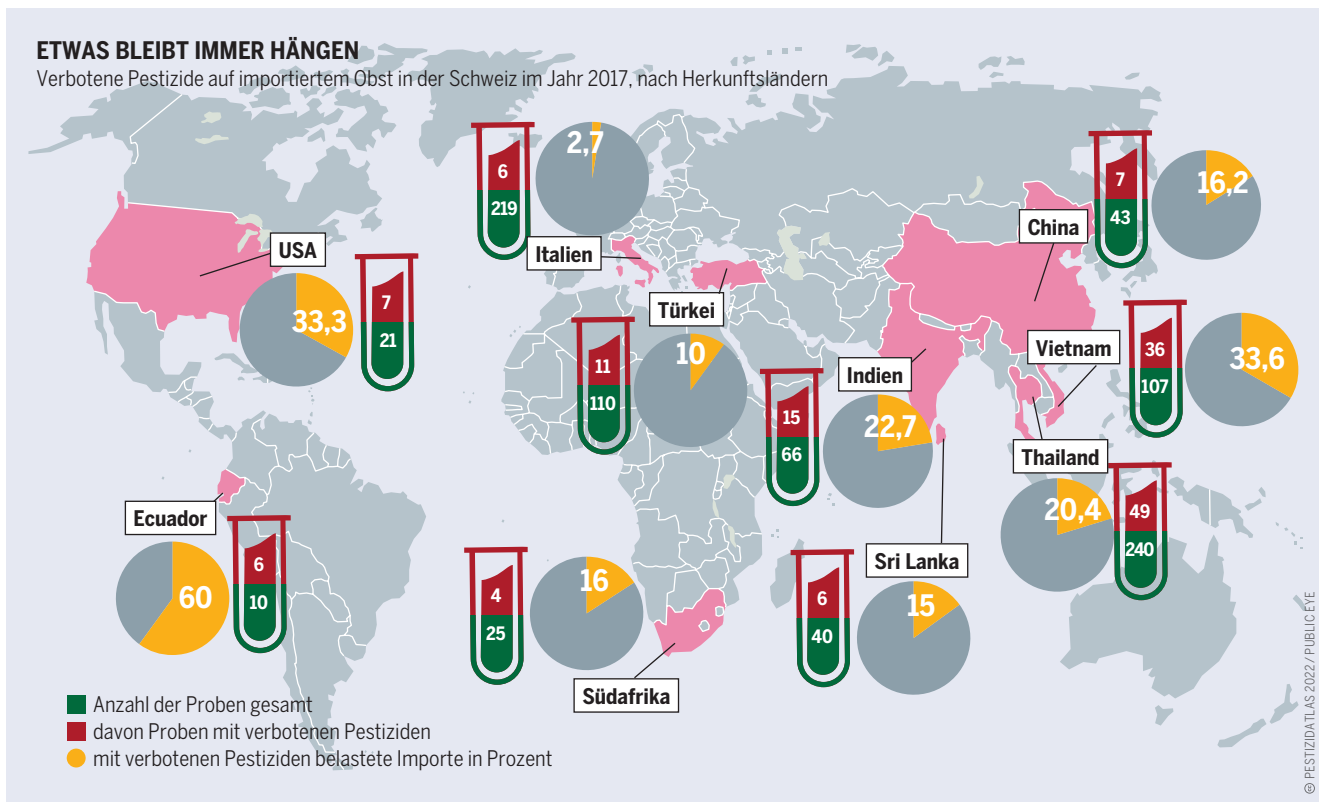 ETWAS BLEIBT IMMER HÄNGEN
Verbotene Pestizide auf importiertem Obst in der Schweiz im Jahr 2017, nach Herkunftsländern
USA
33,3
7
21
6
219
2,7
Italien
Türkei
11
110
10
China
7
43
16,2
Vietnam
36
107
33,6
Indien
15
66
22,7
Thailand
20,4
49
240
Ecuador
60
6
10
4
25
16
Südafrika
Sri Lanka
6
40
15
Anzahl der Proben gesamt
davon Proben mit verbotenen Pestiziden
mit verbotenen Pestiziden belastete Importe in Prozent
PESTIZIDATLAS 2022 / PUBLIC EYE